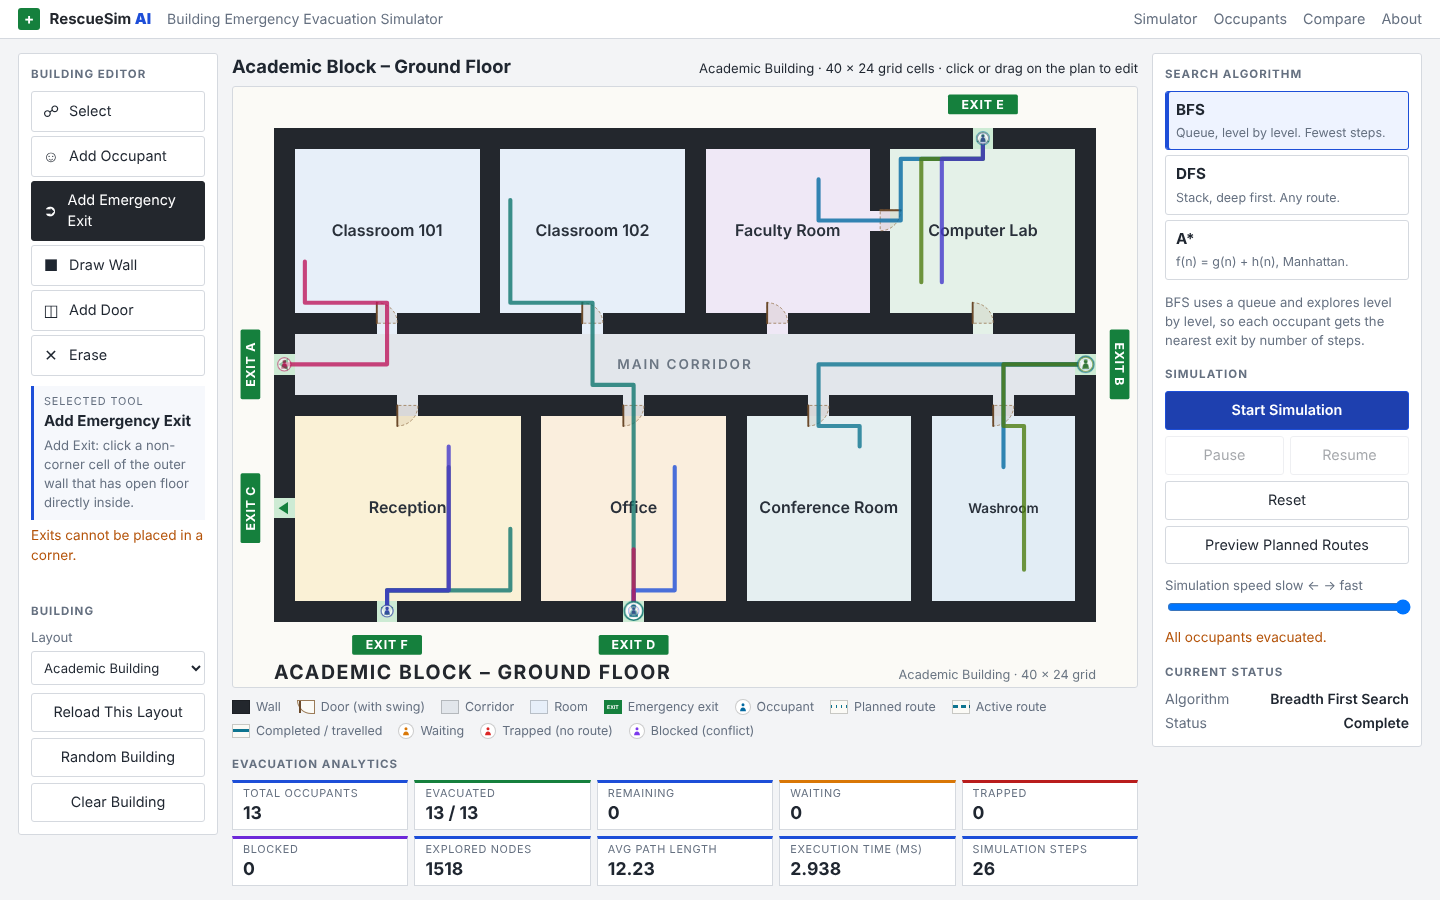 RescueSim AI Building Emergency Evacuation Simulator
Simulator Occupants Compare About
BUILDING EDITOR
Select
Add Occupant
Add Emergency
Exit
Draw Wall
Add Door
Erase
SELECTED TOOL
Add Emergency Exit
Add Exit: click a non-
corner cell of the outer
wall that has open floor
directly inside.
Exits cannot be placed in a
corner.
BUILDING
Layout
Academic Building
Reload This Layout
Random Building
Clear Building
Academic Block – Ground Floor
Academic Building · 40 × 24 grid cells · click or drag on the plan to edit
EXIT E
Classroom 101
Classroom 102
Faculty Room
Computer Lab
EXIT A
MAIN CORRIDOR
EXIT B
EXIT C
Reception
Office
Conference Room
Washroom
EXIT F
EXIT D
ACADEMIC BLOCK – GROUND FLOOR
Academic Building · 40 × 24 grid
Wall Door (with swing) Corridor Room EXIT Emergency exit Occupant Planned route Active route
Completed / travelled Waiting Trapped (no route) Blocked (conflict)
EVACUATION ANALYTICS
TOTAL OCCUPANTS
13
EVACUATED
13 / 13
REMAINING
0
WAITING
0
TRAPPED
0
BLOCKED
0
EXPLORED NODES
1518
AVG PATH LENGTH
12.23
EXECUTION TIME (MS)
2.938
SIMULATION STEPS
26
SEARCH ALGORITHM
BFS
Queue, level by level. Fewest steps.
DFS
Stack, deep first. Any route.
A*
f(n) = g(n) + h(n), Manhattan.
BFS uses a queue and explores level
by level, so each occupant gets the
nearest exit by number of steps.
SIMULATION
Start Simulation
Pause
Resume
Reset
Preview Planned Routes
Simulation speed slow ← → fast
All occupants evacuated.
CURRENT STATUS
Algorithm Breadth First Search
Status Complete